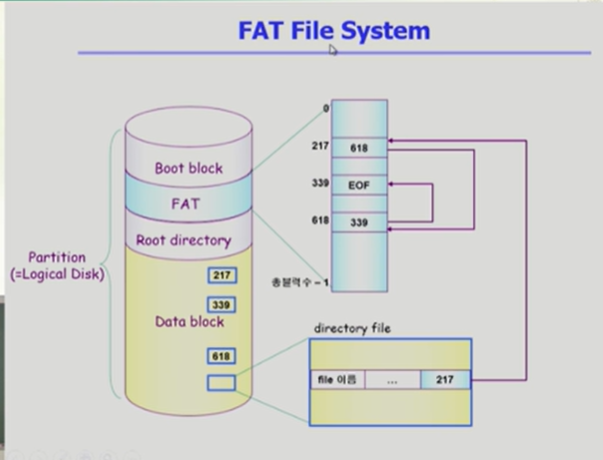 FAT File System
0
217
618
339
EOF
618
339
총블럭수 – 1
Boot block
FAT
Root directory
Partition
(=Logical Disk)
217
339
Data block
618
directory file
file 이름
...
217